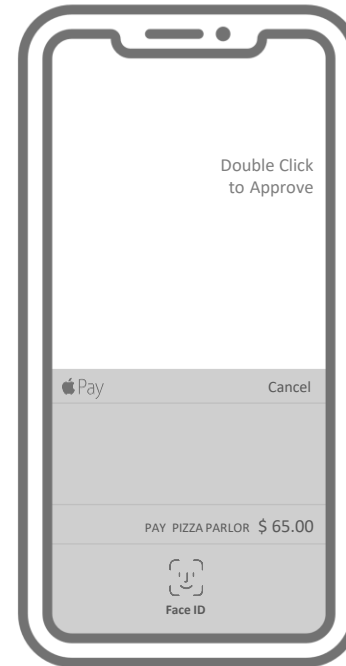 Double Click
to Approve
Pay Cancel
PAY PIZZA PARLOR $ 65.00
Face ID